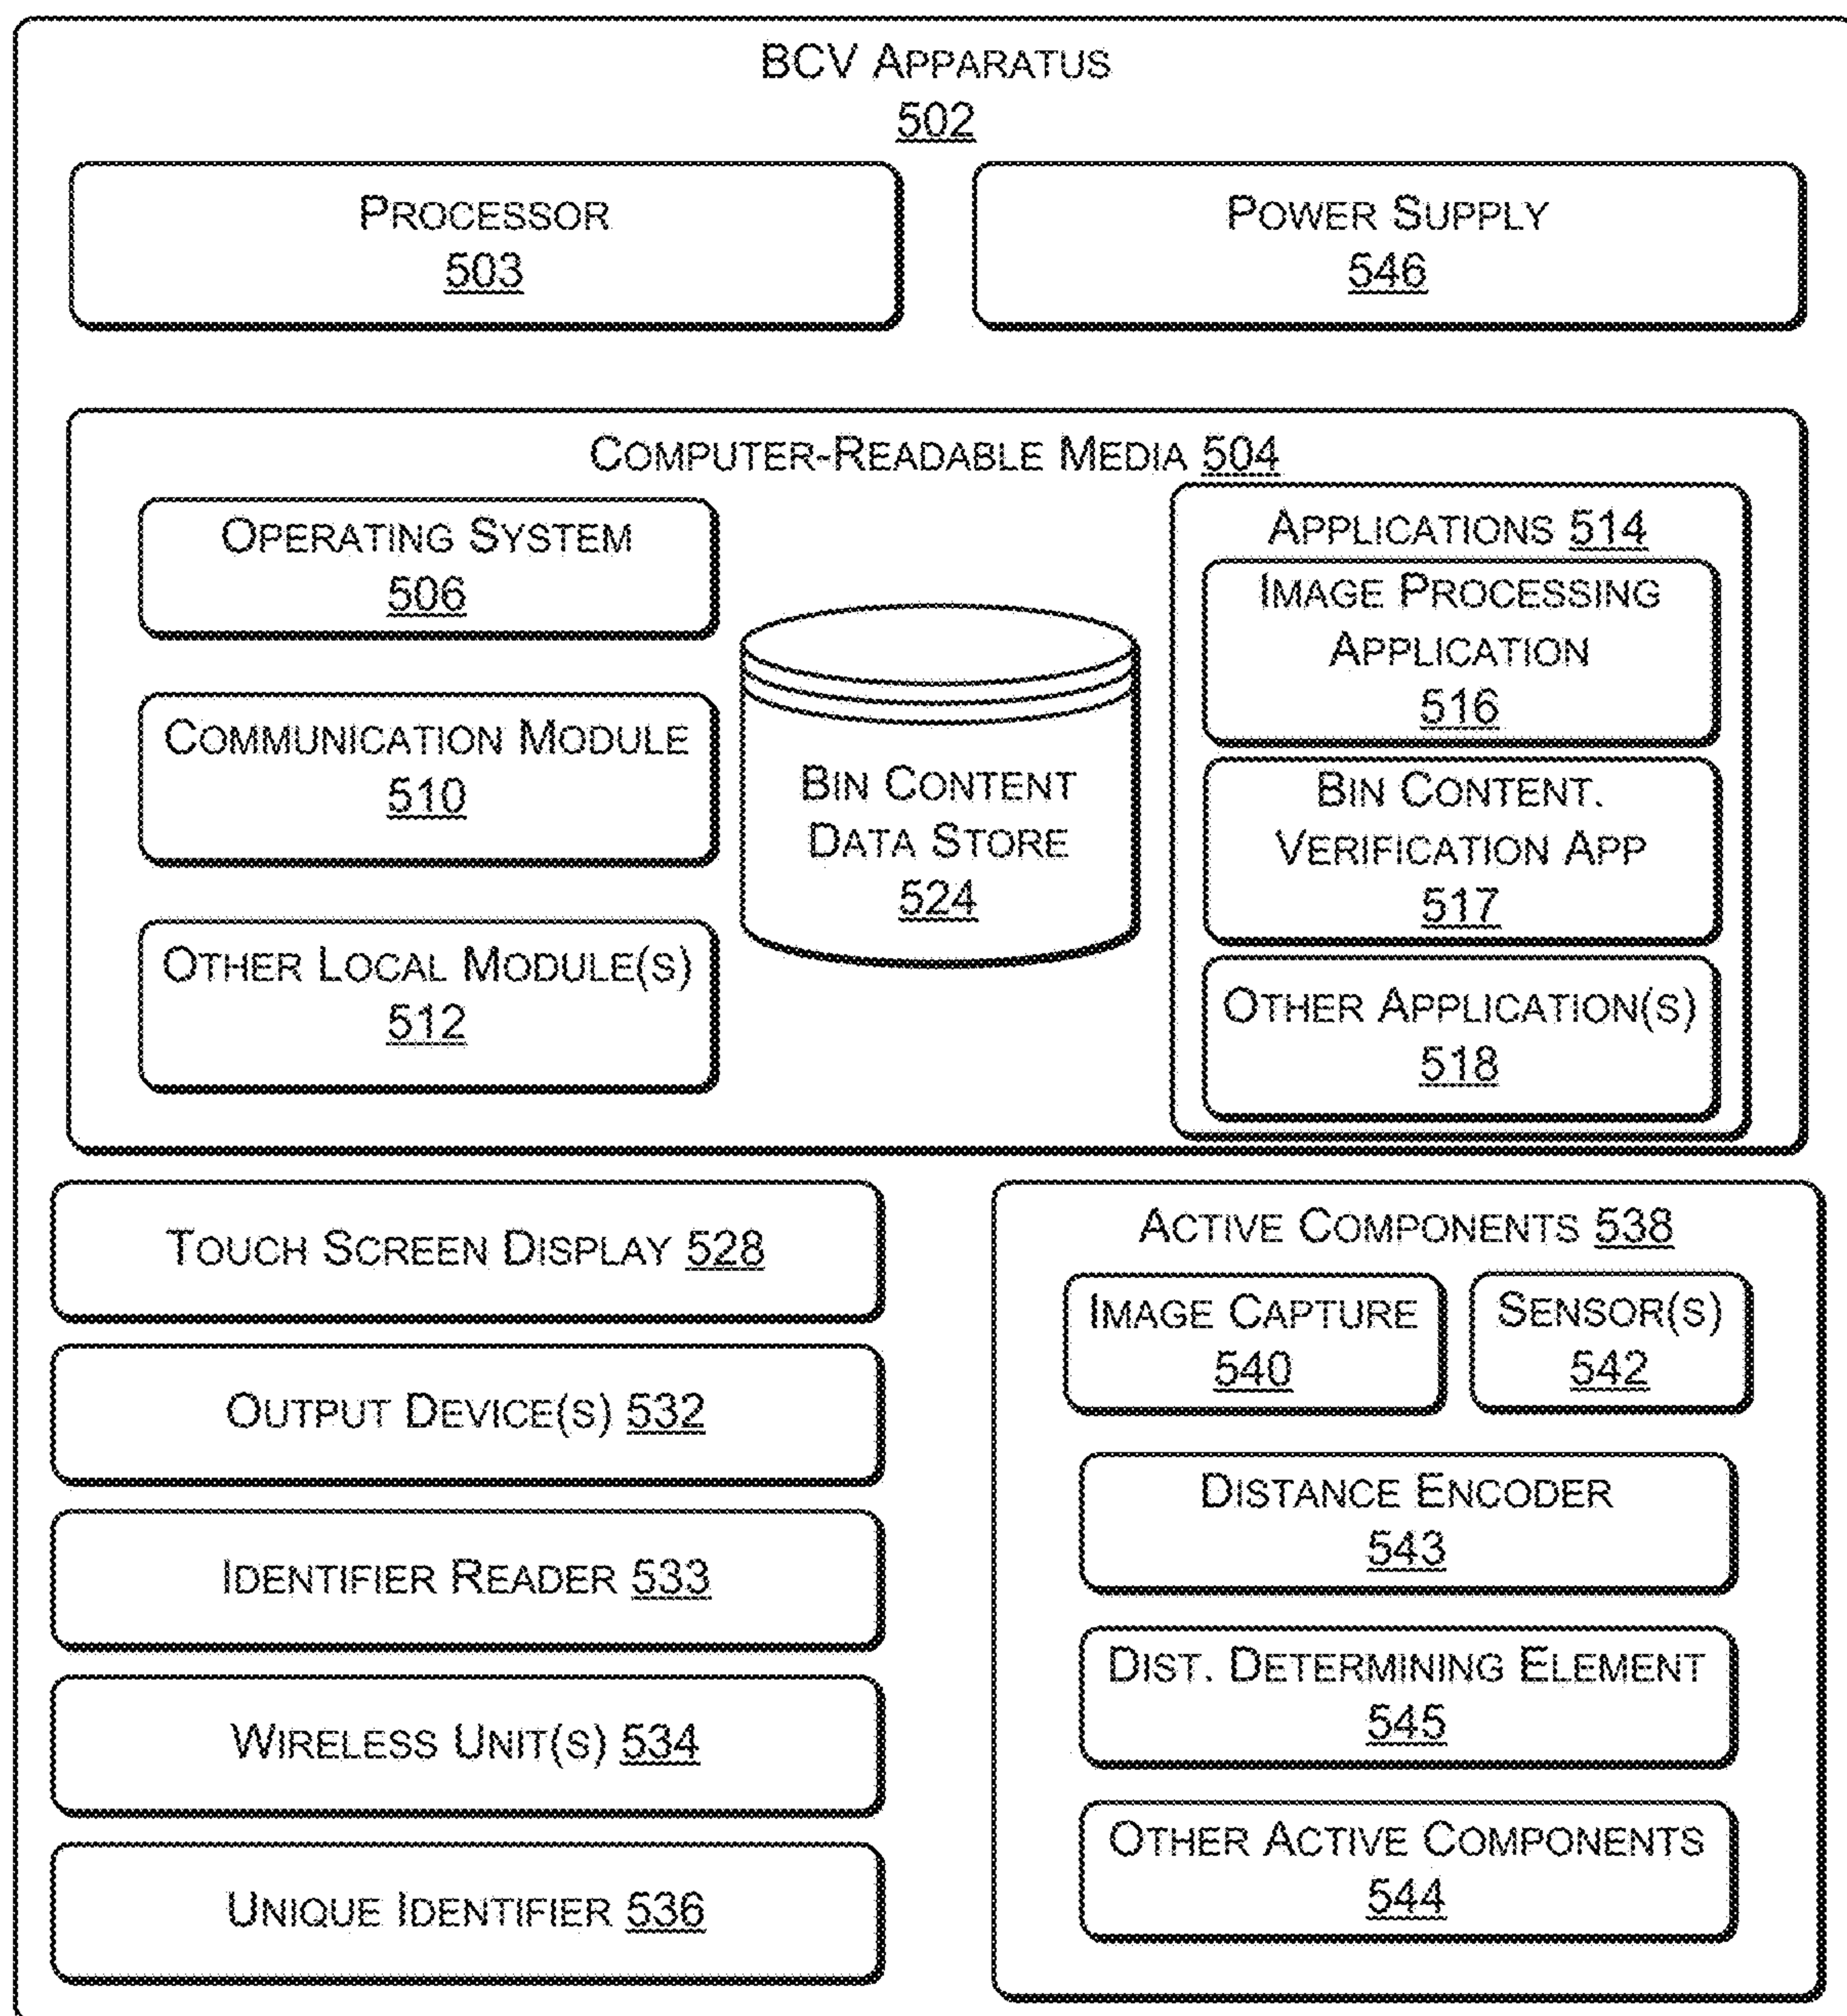 BCV APPARATUS
502
PROCESSOR
503
POWER SUPPLY
546
COMPUTER-READABLE MEDIA 504
OPERATING SYSTEM
506
COMMUNICATION MODULE
510
OTHER LOCAL MODULE(S)
512
BIN CONTENT
DATA STORE
524
APPLICATIONS 514
IMAGE PROCESSING
APPLICATION
516
BIN CONTENT.
VERIFICATION APP
517
OTHER APPLICATION(S)
518
TOUCH SCREEN DISPLAY 528
OUTPUT DEVICE(S) 532
IDENTIFIER READER 533
WIRELESS UNIT(S) 534
UNIQUE IDENTIFIER 536
ACTIVE COMPONENTS 538
IMAGE CAPTURE
540
SENSOR(S)
542
DISTANCE ENCODER
543
DIST. DETERMINING ELEMENT
545
OTHER ACTIVE COMPONENTS
544